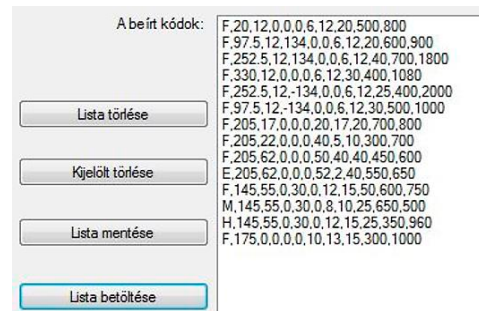 A beírt kódok:
F,20,12,0,0,0,6,12,20,500,800
F,97.5,12,134,0,0,6,12,20,600,900
F,252.5,12,134,0,0,6,12,40,700,1800
F,330,12,0,0,0,6,12,30,400,1080
F,252.5,12,-134,0,0,6,12,25,400,2000
F,97.5,12,-134,0,0,6,12,30,500,1000
F,205,17,0,0,0,20,17,20,700,800
F,205,22,0,0,0,40,5,10,300,700
F,205,62,0,0,0,50,40,40,450,600
E,205,62,0,0,0,52,2,40,550,650
F,145,55,0,30,0,12,15,50,600,750
M,145,55,0,30,0,8,10,25,650,500
H,145,55,0,30,0,12,15,25,350,960
F,175,0,0,0,0,10,13,15,300,1000
Lista törlése
Kijelölt törlése
Lista mentése
Lista betöltése